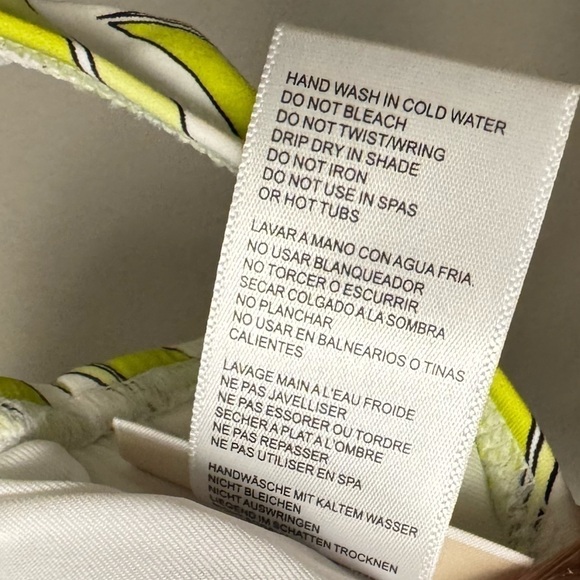 HAND WASH IN COLD WATER
DO NOT BLEACH
DO NOT TWIST/WRING
DRIP DRY IN SHADE
DO NOT IRON
DO NOT USE IN SPAS
OR HOT TUBS
LAVAR A MANO CON AGUA FRIA.
NO USAR BLANQUEADOR
NO TORCER O ESCURRIR
SECAR COLGADO A LA SOMBRA
NO PLANCHAR
NO USAR EN BALNEARIOS O TINAS
CALIENTES
LAVAGE MAIN A L'EAU FROIDE
NE PAS JAVELLISER
NE PAS ESSORER OU TORDRE
SECHER A PLAT A L'OMBRE
NE PAS REPASSER
NE PAS UTILISER EN SPA
HANDWÄSCHE MIT KALTEM WASSER
NICHT BLEICHEN
NICHT AUSWRINGEN
LIEGEND IM SCHATTEN TROCKNEN